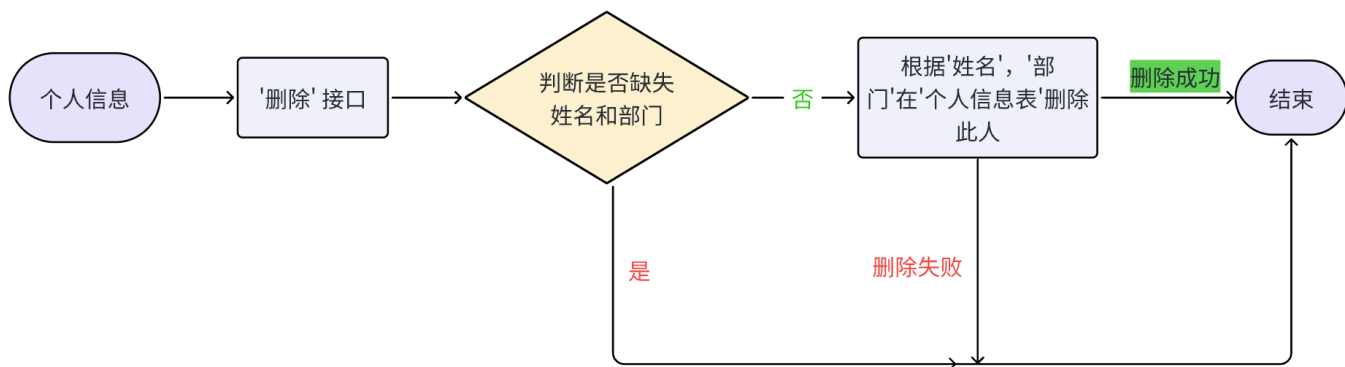 个人信息
'删除' 接口
判断是否缺失
姓名和部门
否
根据'姓名'，'部
门'在'个人信息表'删除
此人
删除成功
结束
是
删除失败